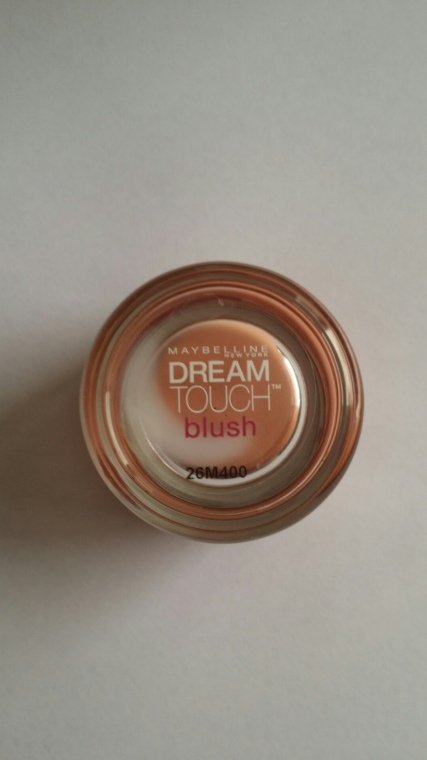 MAYBELLINE
NEW YORK
DREAM
TOUCH™
blush
26M400